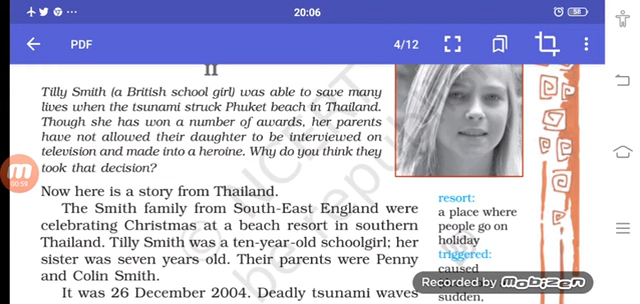 20:06
58
PDF
4/12
II
Tilly Smith (a British school girl) was able to save many
lives when the tsunami struck Phuket beach in Thailand.
Though she has won a number of awards, her parents
have not allowed their daughter to be interviewed on
television and made into a heroine. Why do you think they
took that decision?
00:59
Now here is a story from Thailand.
The Smith family from South-East England were
celebrating Christmas at a beach resort in southern
Thailand. Tilly Smith was a ten-year-old schoolgirl; her
sister was seven years old. Their parents were Penny
and Colin Smith.
It was 26 December 2004. Deadly tsunami waves
resort:
a place where
people go on
holiday
triggered:
caused
sudden.
Recorded by Mobizen